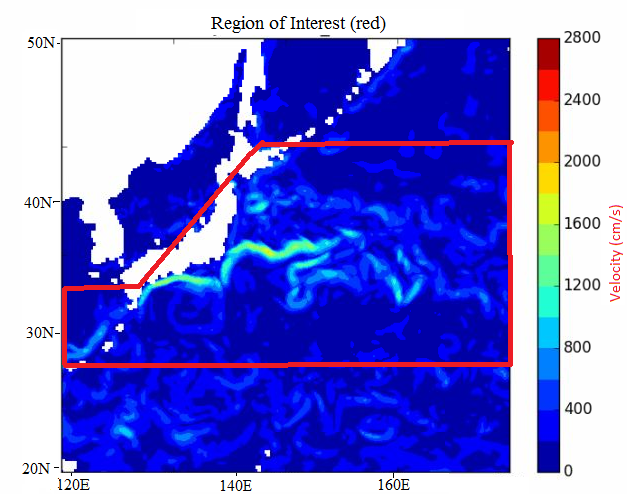 Region of Interest (red)
50N
40N
30N
20N
120E
140E
160E
2800
2400
2000
1600
1200
800
400
0
Velocity (cm/s)